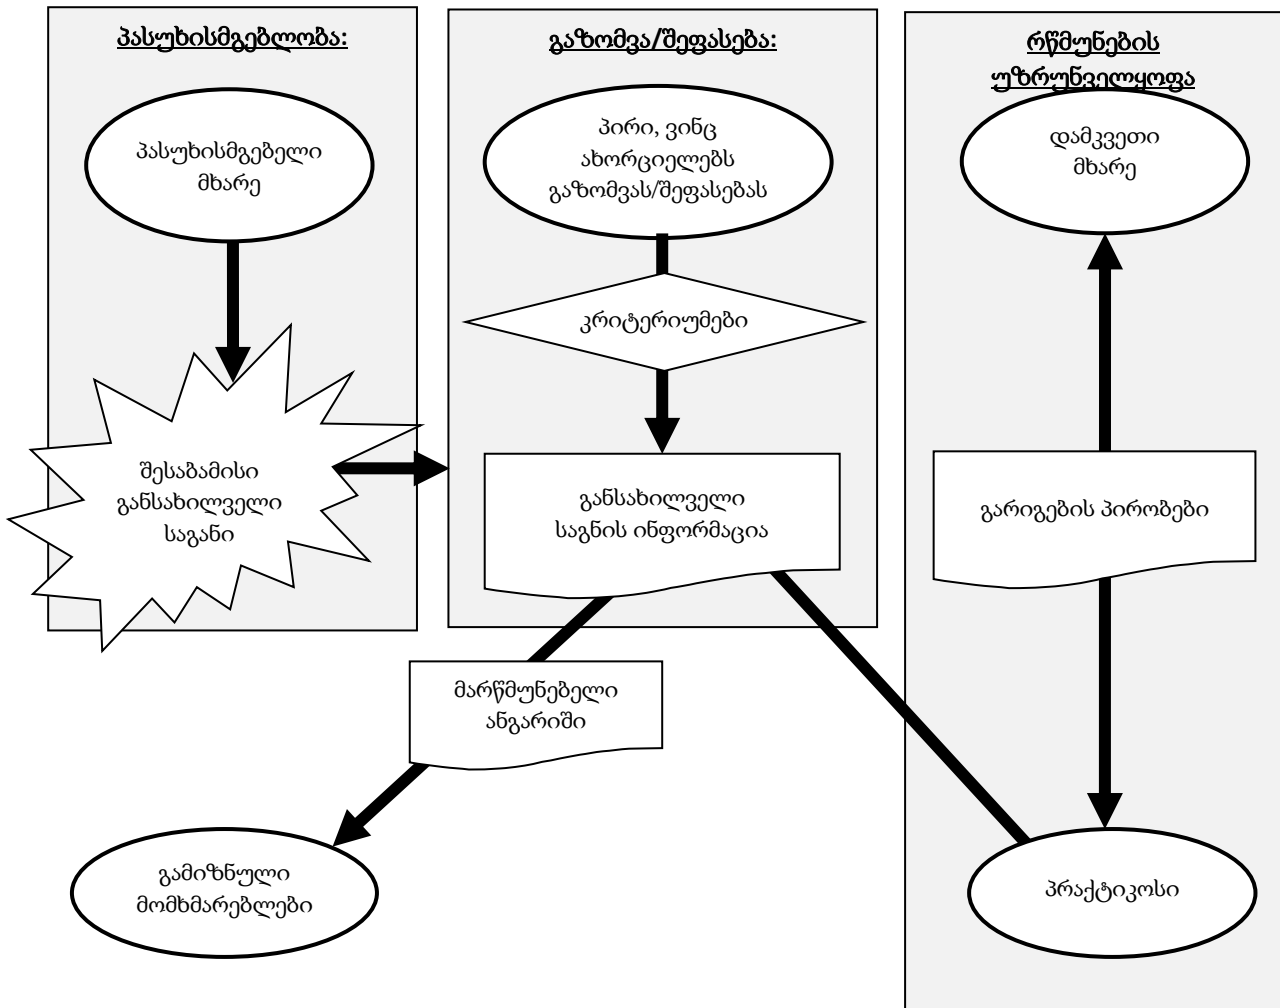 პასუხისმგებლობა:
პასუხისმგებელი
მხარე
შესაბამისი
განსახილველი
საგანი
გაზომვა/შეფასება:
პირი, ვინც
ახორციელებს
გაზომვას/შეფასებას
კრიტერიუმები
განსახილველი
საგნის ინფორმაცია
რწმუნების
უზრუნველყოფა
დამკვეთი
მხარე
გარიგების პირობები
პრაქტიკოსი
მარწმუნებელი
ანგარიში
გამიზნული
მომხმარებლები